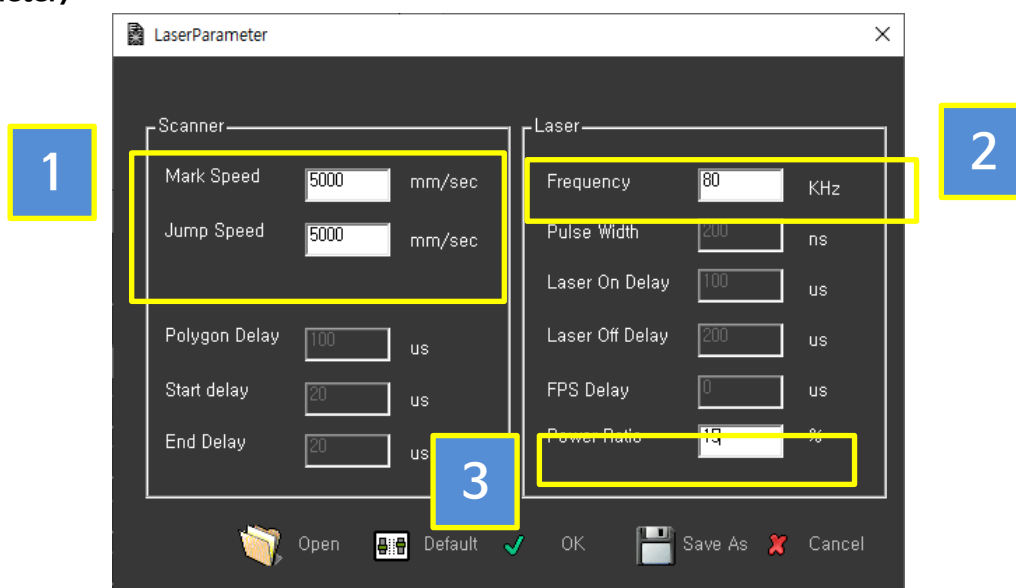 LaserParameter
1
2
Scanner
Mark Speed 5000 mm/sec
Jump Speed 5000 mm/sec
Polygon Delay 100 us
Start delay 20 us
End Delay 20 us
Laser
Frequency 80 KHz
Pulse Width 200 ns
Laser On Delay 100 us
Laser Off Delay 200 us
FPS Delay 0 us
Power Ratio %
3
Open Default OK Save As Cancel